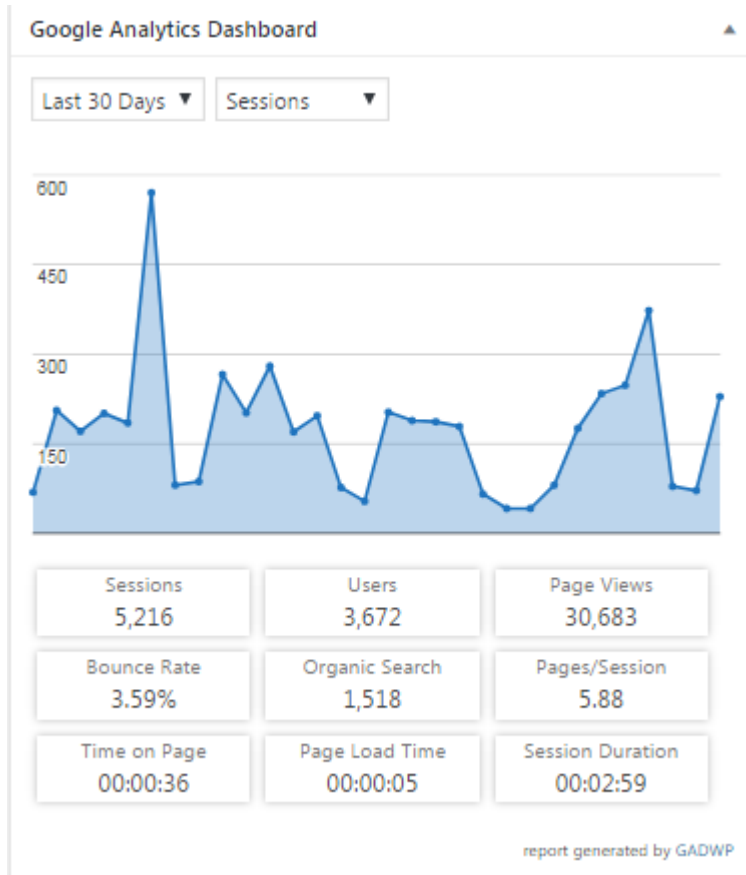 Google Analytics Dashboard
Last 30 Days Sessions
600
450
300
150
Sessions Users Page Views
5,216 3,672 30,683
Bounce Rate Organic Search Pages/Session
3.59% 1,518 5.88
Time on Page Page Load Time Session Duration
00:00:36 00:00:05 00:02:59
report generated by GADWP